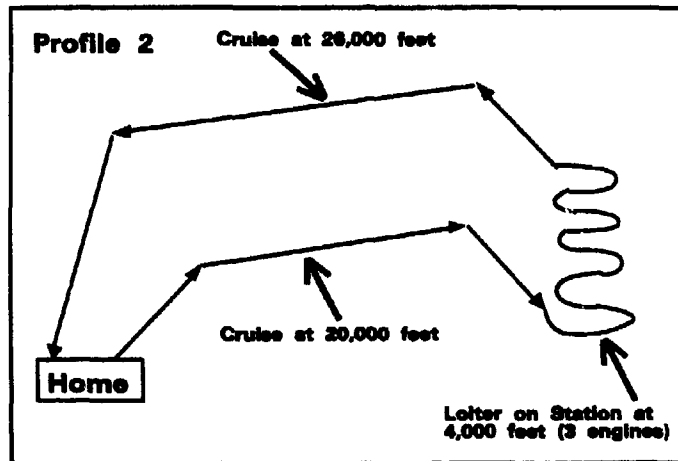 Profile 2
Cruise at 26,000 feet
Cruise at 20,000 feet
Home
Loiter on Station at
4,000 feet (3 engines)